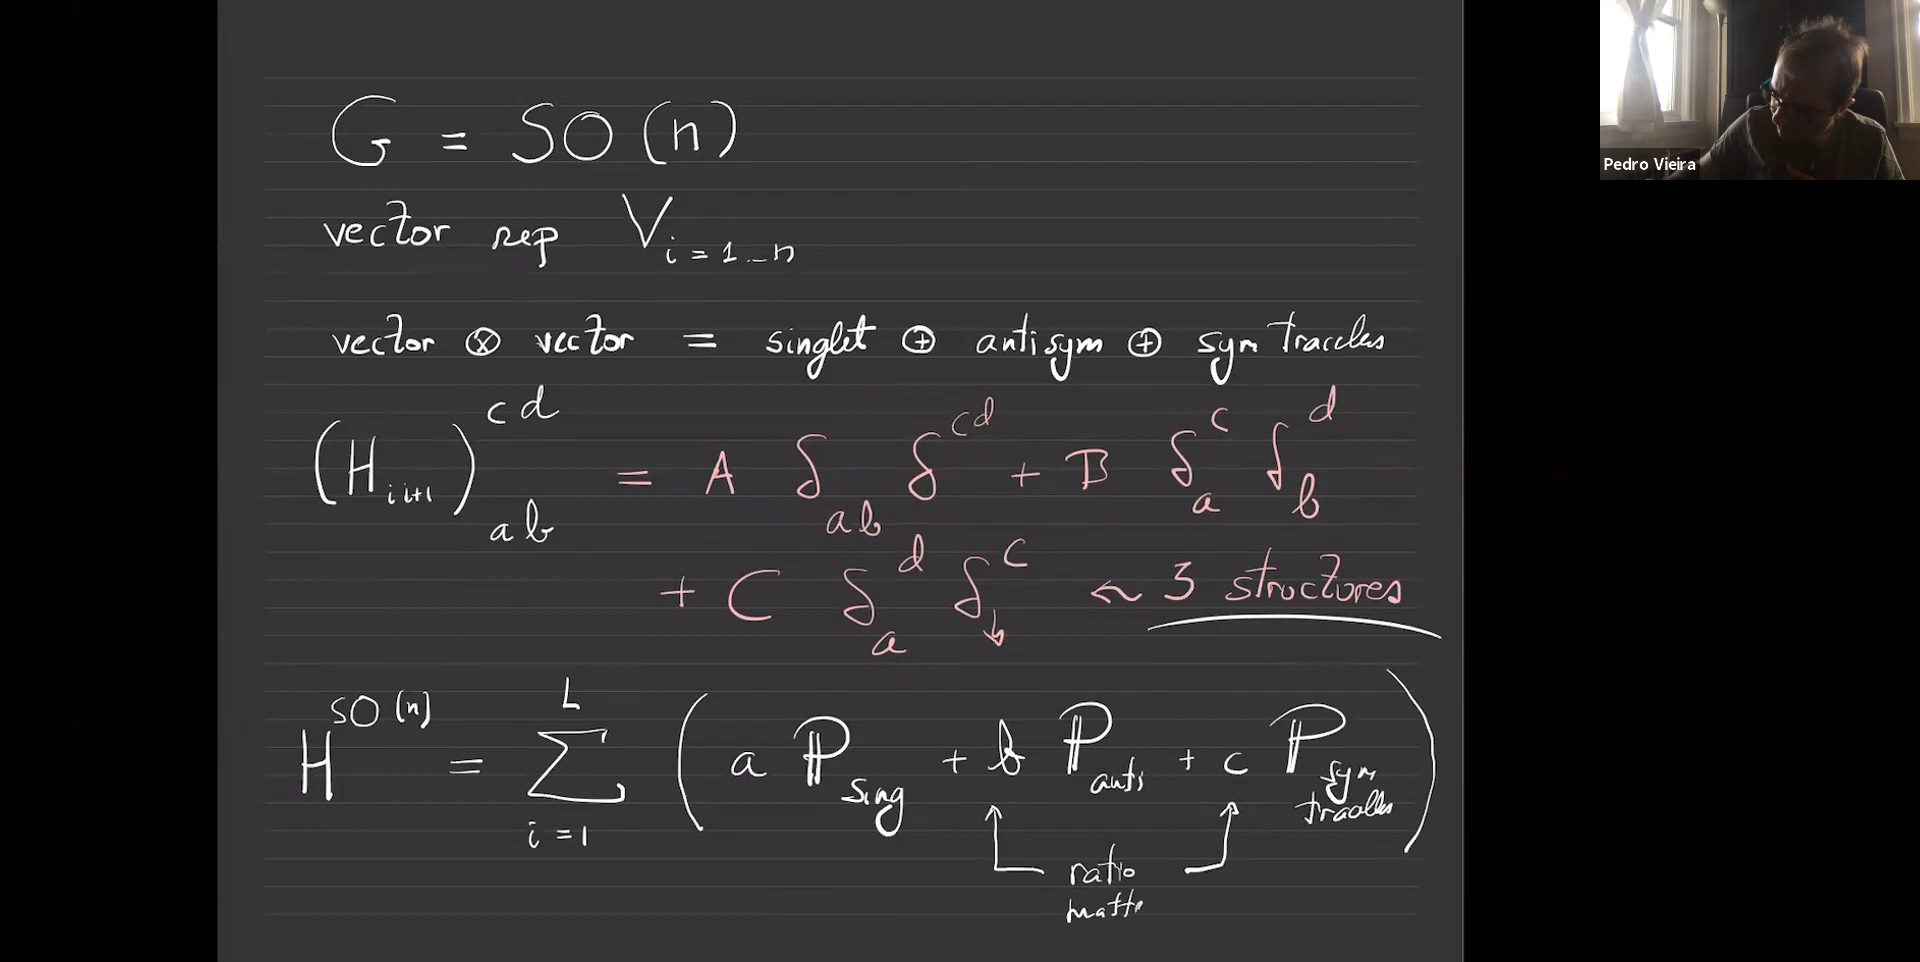 G = SO(n)
vector rep V_{i=1...n}
vector ⊗ vector = singlet ⊕ antisym ⊕ sym traceless
(H_{i i+1})_{ab}^{cd} = A δ_{ab} δ^{cd} + B δ_a^c δ_b^d
+ C δ_a^d δ_b^c ← 3 structures
H^{SO(n)} = Σ_{i=1}^{L} ( a ℙ_{sing} + b ℙ_{anti} + c ℙ_{sym traceless} )
ratio
matter
Pedro Vieira